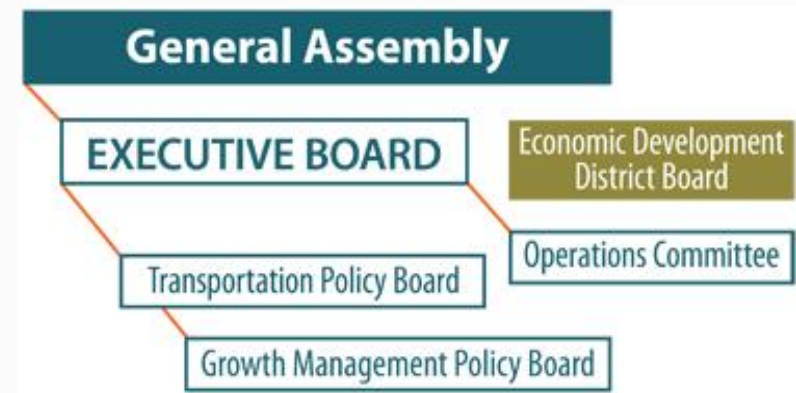 General Assembly
EXECUTIVE BOARD
Economic Development
District Board
Operations Committee
Transportation Policy Board
Growth Management Policy Board